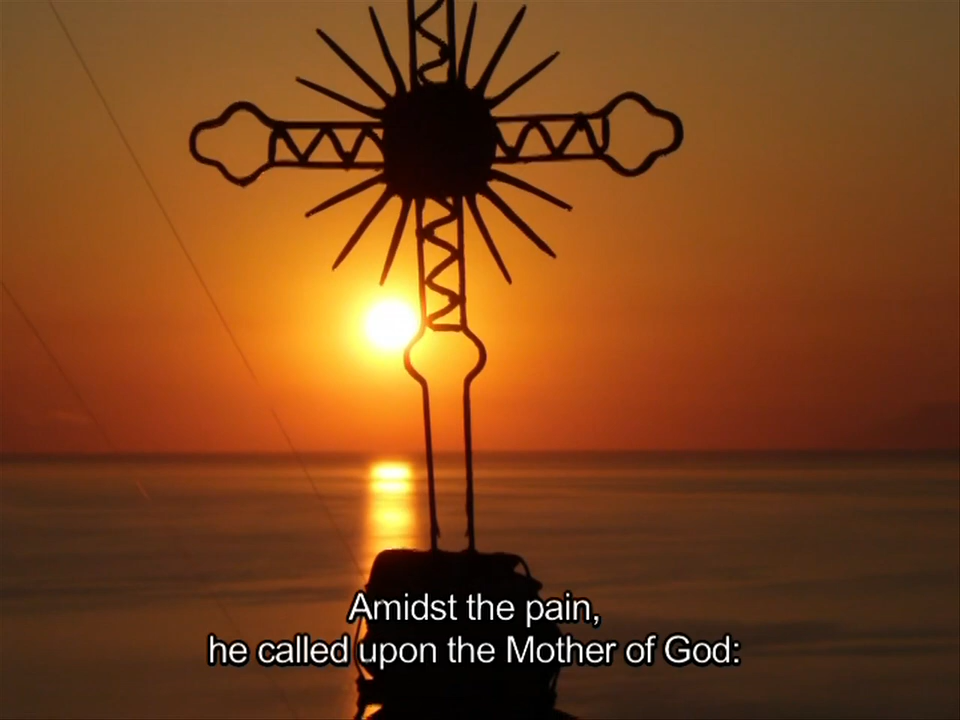 Amidst the pain,
he called upon the Mother of God: